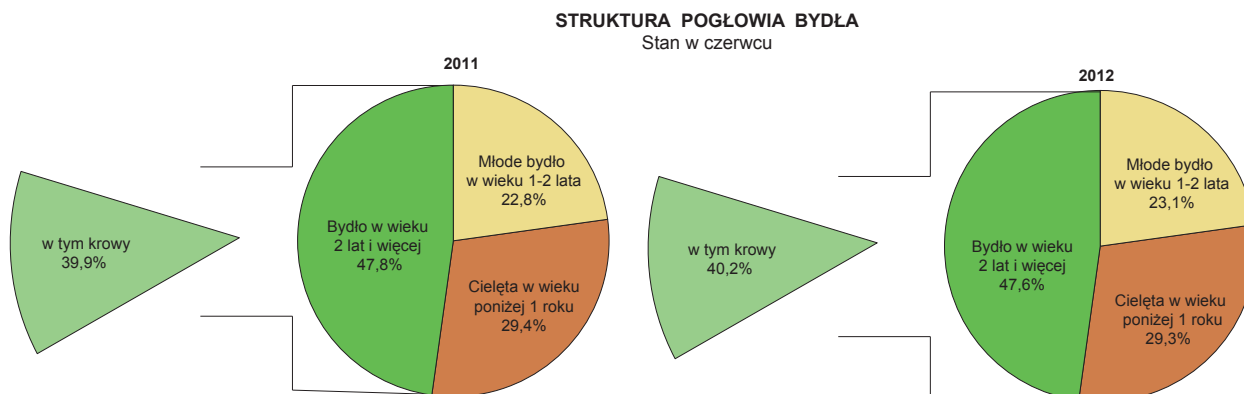 STRUKTURA POGŁOWIA BYDŁA
Stan w czerwcu
2011
Młode bydło
w wieku 1-2 lata
22,8%
w tym krowy
39,9%
Bydło w wieku
2 lat i więcej
47,8%
Cielęta w wieku
poniżej 1 roku
29,4%
2012
Młode bydło
w wieku 1-2 lata
23,1%
w tym krowy
40,2%
Bydło w wieku
2 lat i więcej
47,6%
Cielęta w wieku
poniżej 1 roku
29,3%